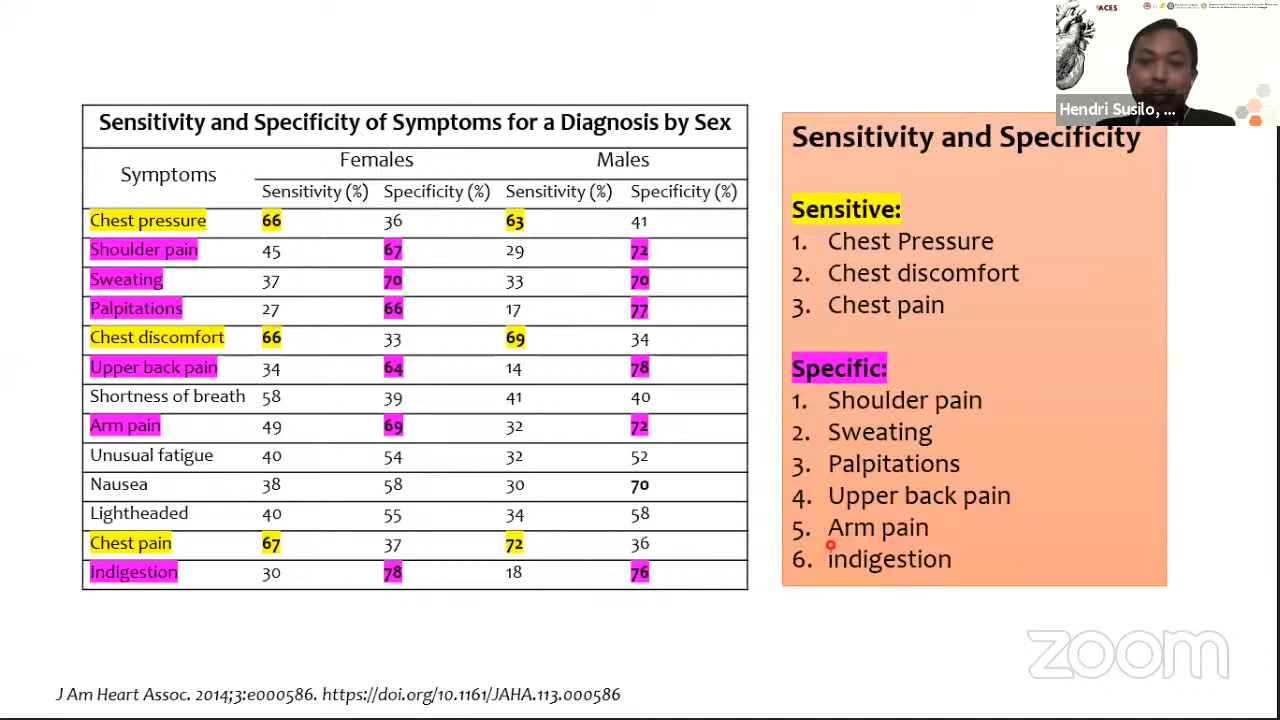 ACES
Hendri Susilo, ...
Sensitivity and Specificity of Symptoms for a Diagnosis by Sex
Symptoms Females Males
Sensitivity (%) Specificity (%) Sensitivity (%) Specificity (%)
Chest pressure 66 36 63 41
Shoulder pain 45 67 29 72
Sweating 37 70 33 70
Palpitations 27 66 17 77
Chest discomfort 66 33 69 34
Upper back pain 34 64 14 78
Shortness of breath 58 39 41 40
Arm pain 49 69 32 72
Unusual fatigue 40 54 32 52
Nausea 38 58 30 70
Lightheaded 40 55 34 58
Chest pain 67 37 72 36
Indigestion 30 78 18 76
Sensitivity and Specificity
Sensitive:
1. Chest Pressure
2. Chest discomfort
3. Chest pain
Specific:
1. Shoulder pain
2. Sweating
3. Palpitations
4. Upper back pain
5. Arm pain
6. indigestion
zoom
J Am Heart Assoc. 2014;3:e000586. https://doi.org/10.1161/JAHA.113.000586